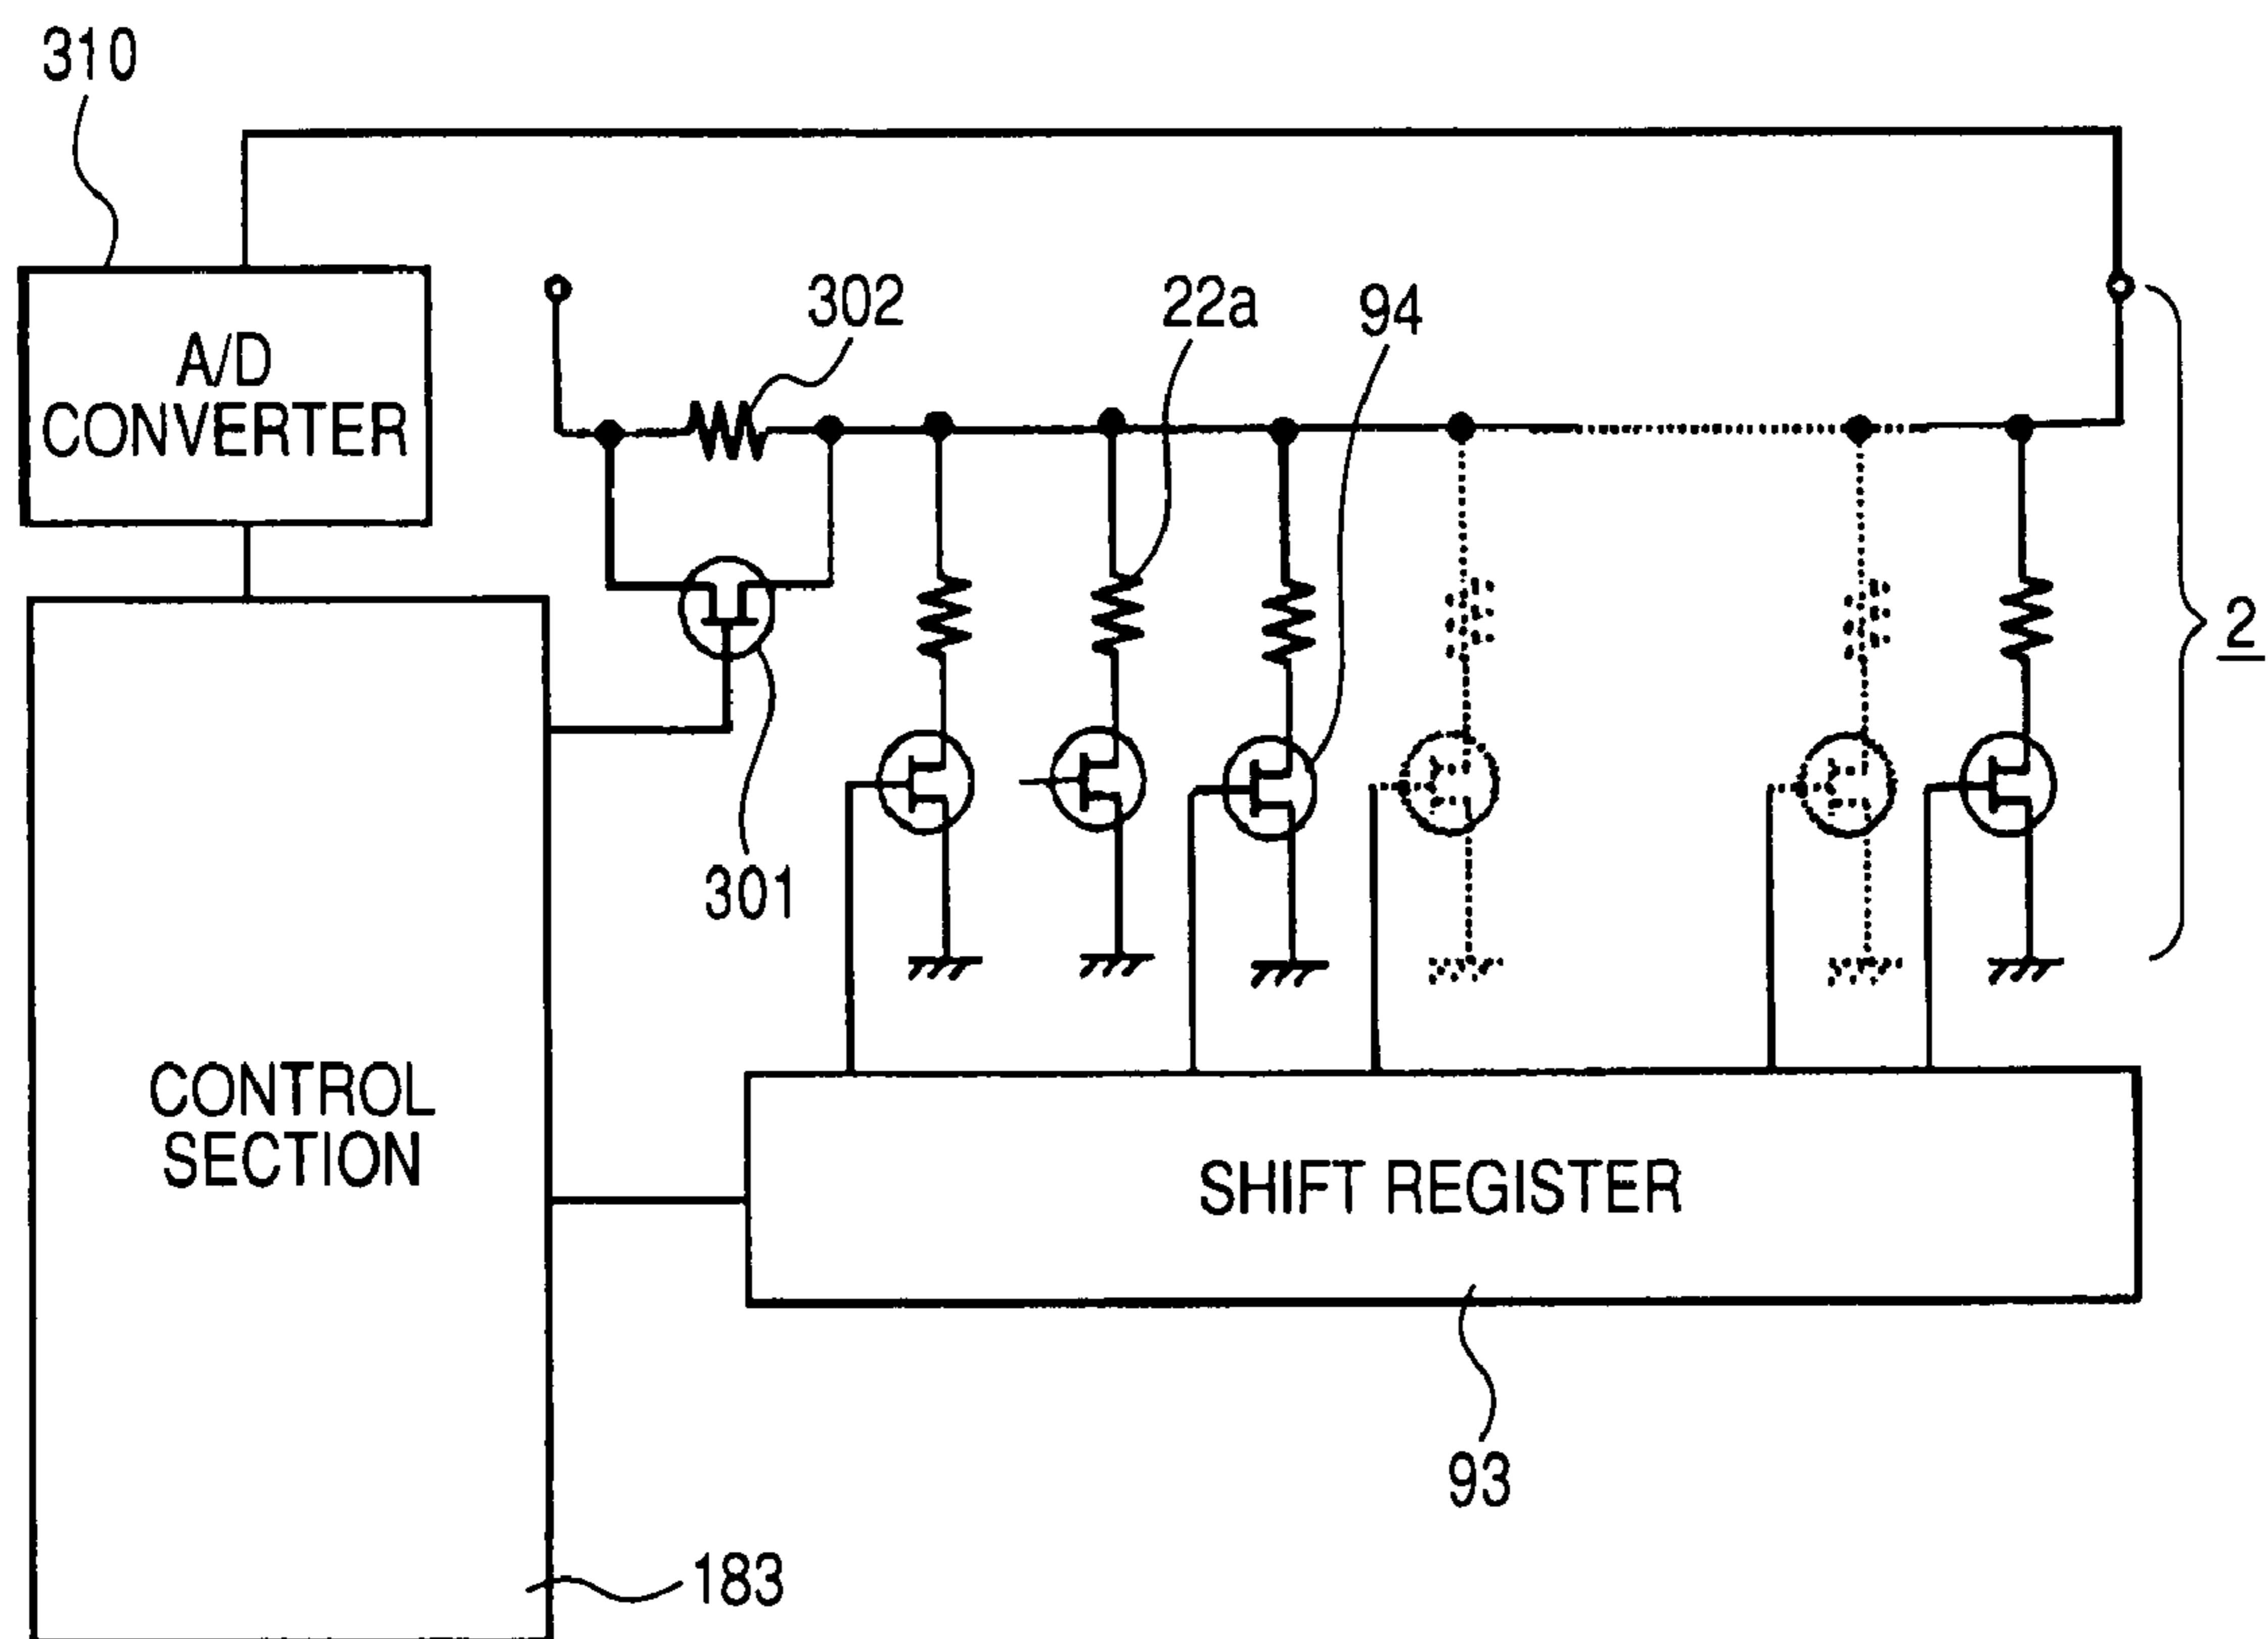 310
A/D
CONVERTER
302
22a
94
2
301
CONTROL
SECTION
SHIFT REGISTER
93
183